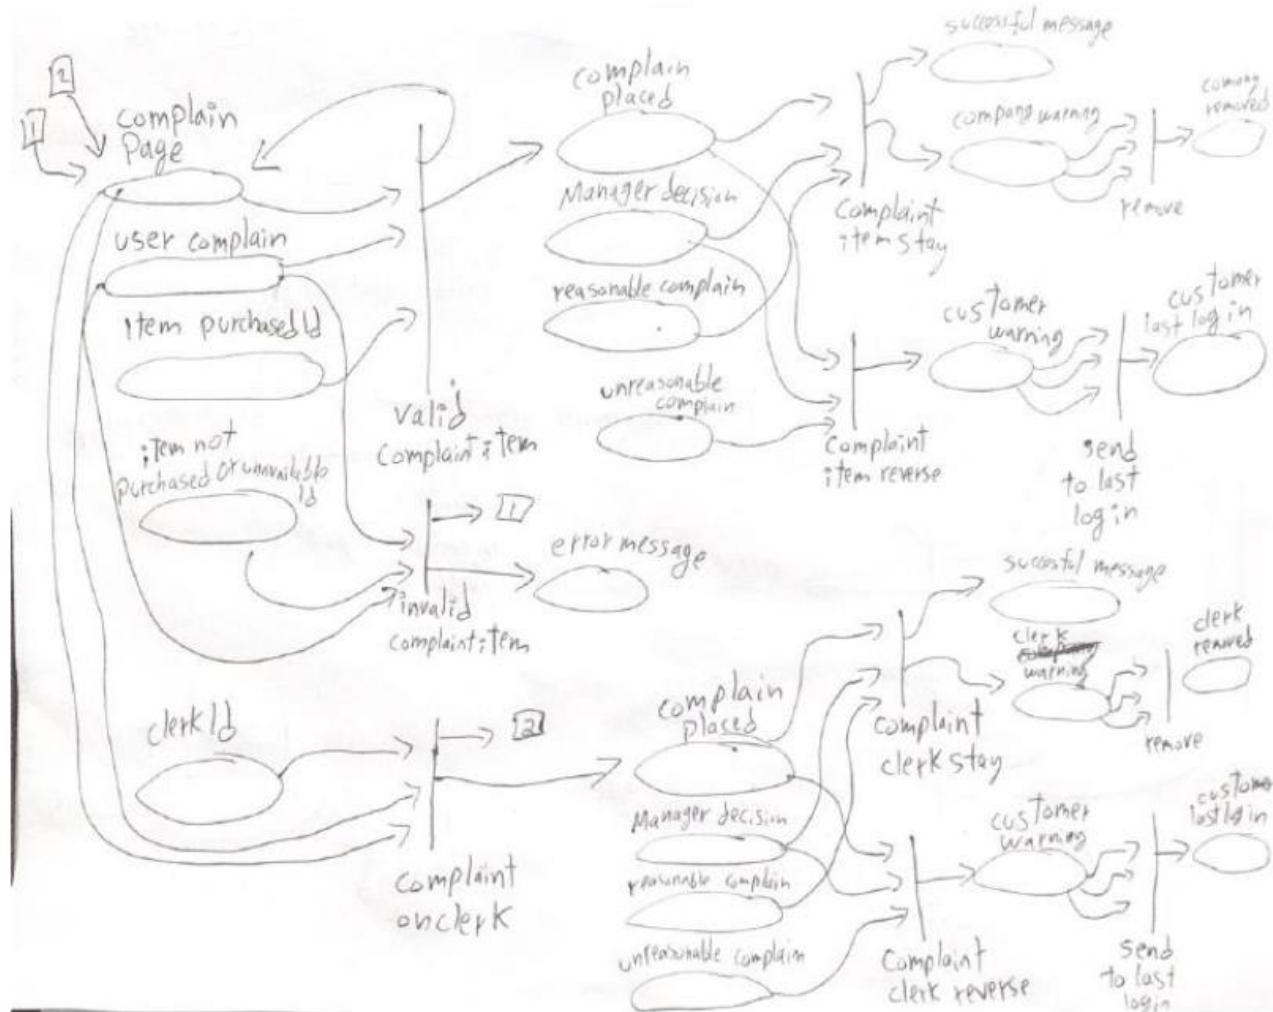 2
1
complain
Page
user complain
Item purchased Id
item not
purchased or unavailable
Id
valid
complaint item
1
invalid
complaint item
error message
complain
placed
Manager decision
reasonable complain
unreasonable
complain
successful message
company warning
remove
removed
Complaint
item stay
customer
warning
customer
last log in
Complaint
item reverse
send
to last
log in
clerk Id
2
complaint
on clerk
complain
placed
Manager decision
reasonable complain
unreasonable complain
succesful message
clerk
warning
clerk
removed
remove
Complaint
clerk stay
customer
warning
customer
last log in
Complaint
clerk reverse
send
to last
login